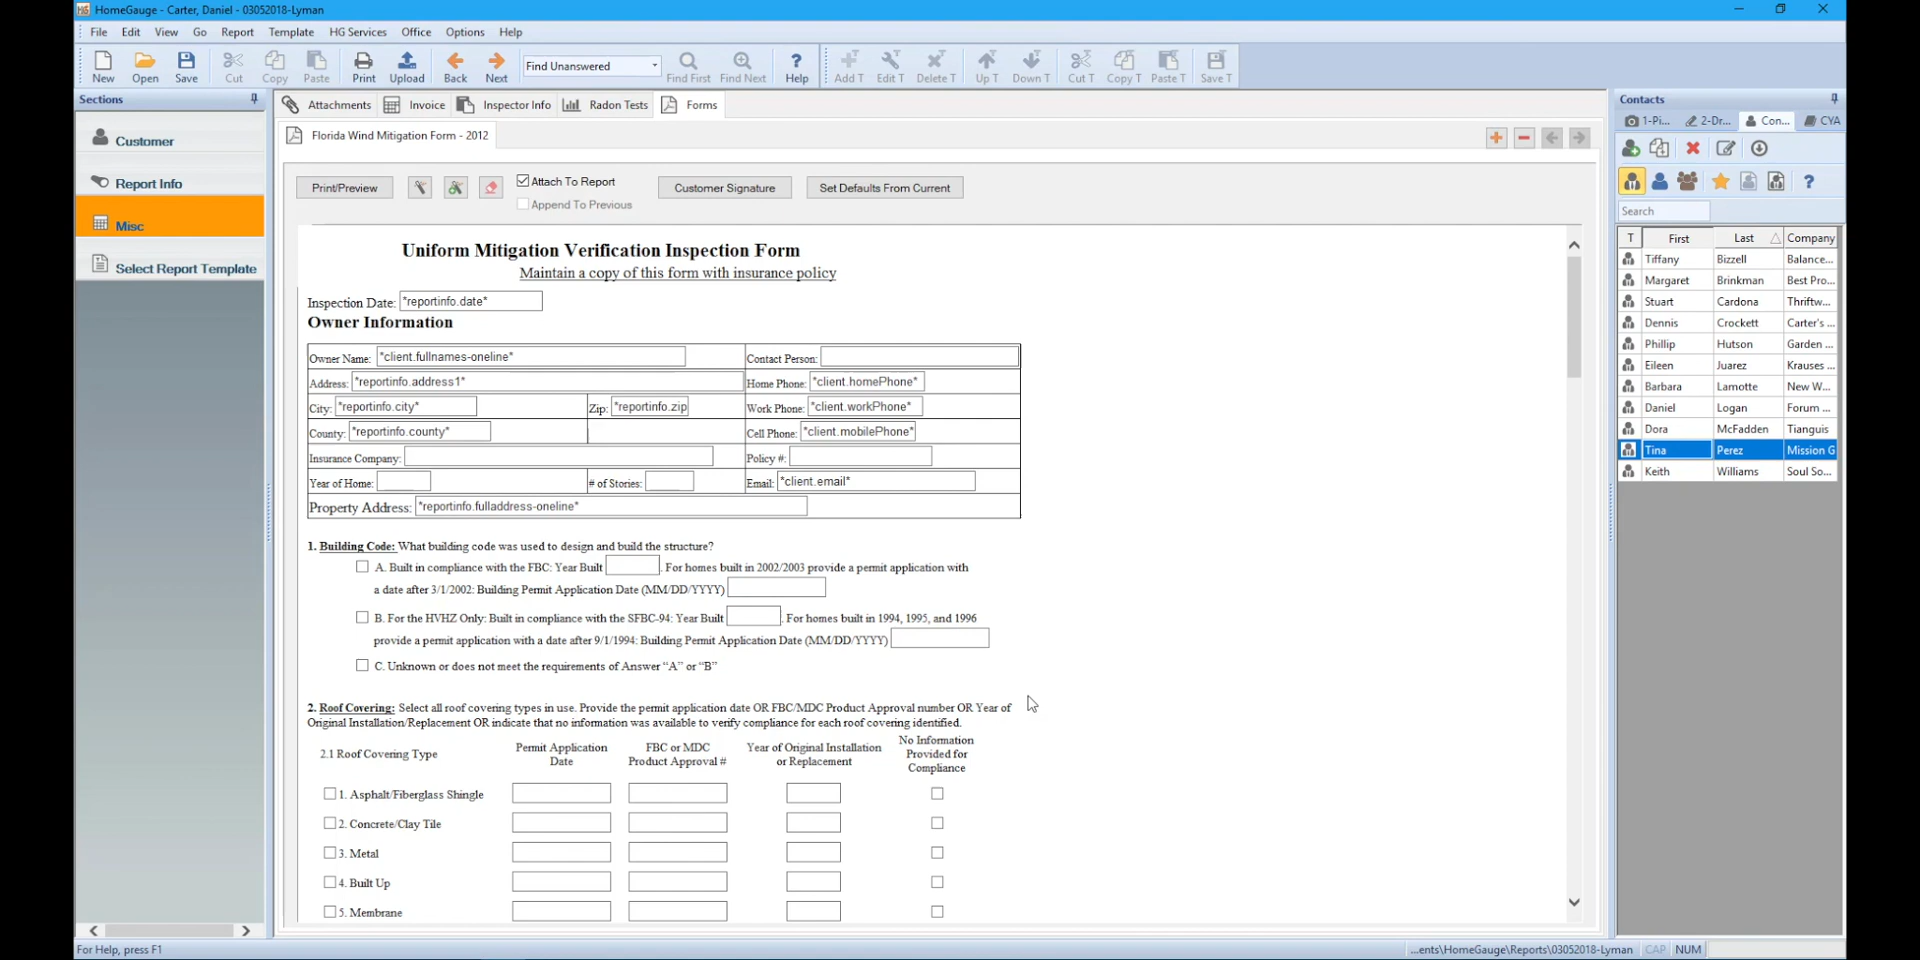 HomeGauge - Carter, Daniel - 03052018-Lyman
File Edit View Go Report Template HG Services Office Help
New Open Save Cut Copy Paste Print Upload Back Next Find Unanswered Find First Find Next Help Add T Edit T Delete T Up T Down T Cut T Copy T Paste T Save T
Sections
Customer
Report Info
Misc
Select Report Template
Attachments Invoice Inspector Info Radon Tests Forms
Florida Wind Mitigation Form - 2012
Print/Preview Attach To Report Customer Signature Set Defaults From Current
Append To Previous
Uniform Mitigation Verification Inspection Form
Maintain a copy of this form with insurance policy
Inspection Date: *reportinfo.date*
Owner Information
Owner Name: *client.fullnames-oneline* Contact Person:
Address: *reportinfo.address1* Home Phone: *client.homePhone*
City: *reportinfo.city* Zip: *reportinfo.zip Work Phone: *client.workPhone*
County: *reportinfo.county* Cell Phone: *client.mobilePhone*
Insurance Company: Policy #:
Year of Home: # of Stories: Email: *client.email*
Property Address: *reportinfo.fulladdress-oneline*
1. Building Code: What building code was used to design and build the structure?
A. Built in compliance with the FBC: Year Built . For homes built in 2002/2003 provide a permit application with
a date after 3/1/2002: Building Permit Application Date (MM/DD/YYYY)
B. For the HVHZ Only: Built in compliance with the SFBC-94: Year Built . For homes built in 1994, 1995, and 1996
provide a permit application with a date after 9/1/1994: Building Permit Application Date (MM/DD/YYYY)
C. Unknown or does not meet the requirements of Answer “A” or “B”
2. Roof Covering: Select all roof covering types in use. Provide the permit application date OR FBC/MDC Product Approval number OR Year of
Original Installation/Replacement OR indicate that no information was available to verify compliance for each roof covering identified.
2.1 Roof Covering Type
Permit Application
Date
FBC or MDC
Product Approval #
Year of Original Installation
or Replacement
No Information
Provided for
Compliance
1. Asphalt/Fiberglass Shingle
2. Concrete/Clay Tile
3. Metal
4. Built Up
5. Membrane
Contacts
1-Pi... 2-Dr... Con... CYA
Search
T First Last Company
Tiffany Bizzell Balance...
Margaret Brinkman Best Pro...
Stuart Cardona Thriftw...
Dennis Crockett Carter's ...
Phillip Hutson Garden ...
Eileen Juarez Krauses ...
Barbara Lamotte New W...
Daniel Logan Forum ...
Dora McFadden Tianguis
Tina Perez Mission G
Keith Williams Soul So...
For Help, press F1
...ents\HomeGauge\Reports\03052018-Lyman CAP NUM